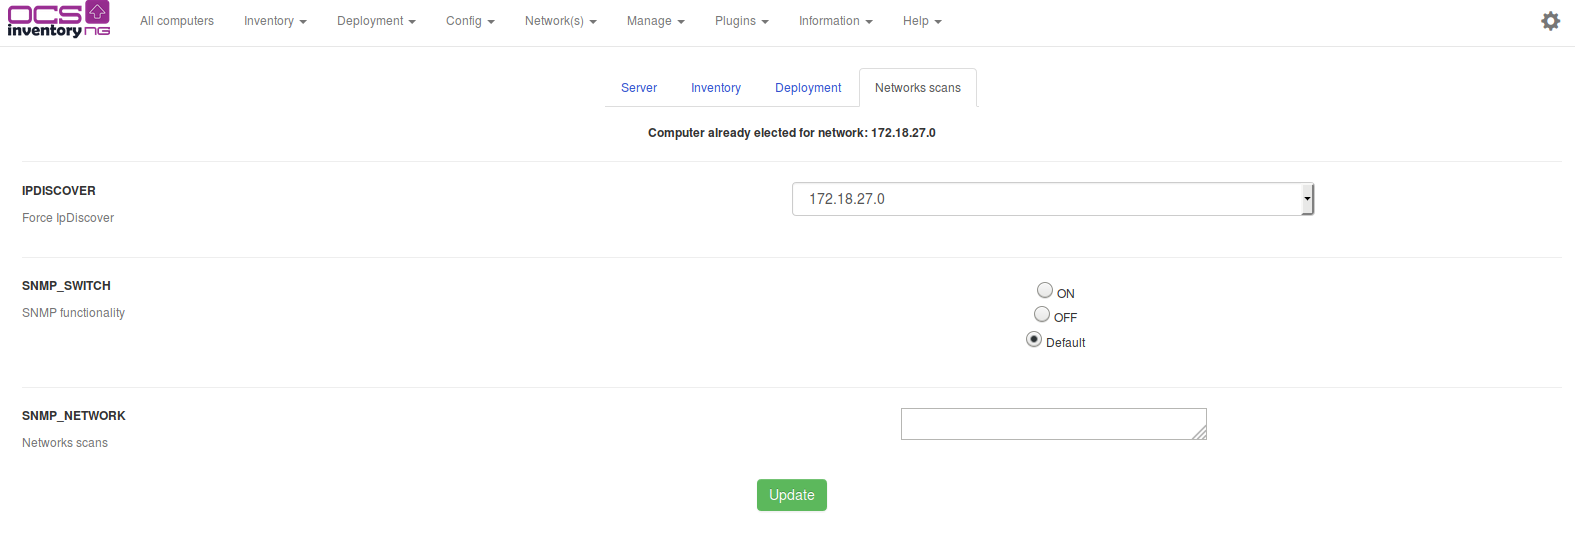 OCS inventory NG
All computers Inventory Deployment Config Network(s) Manage Plugins Information Help
Server Inventory Deployment Networks scans
Computer already elected for network: 172.18.27.0
IPDISCOVER
Force IpDiscover
172.18.27.0
SNMP_SWITCH
SNMP functionality
ON
OFF
Default
SNMP_NETWORK
Networks scans
Update